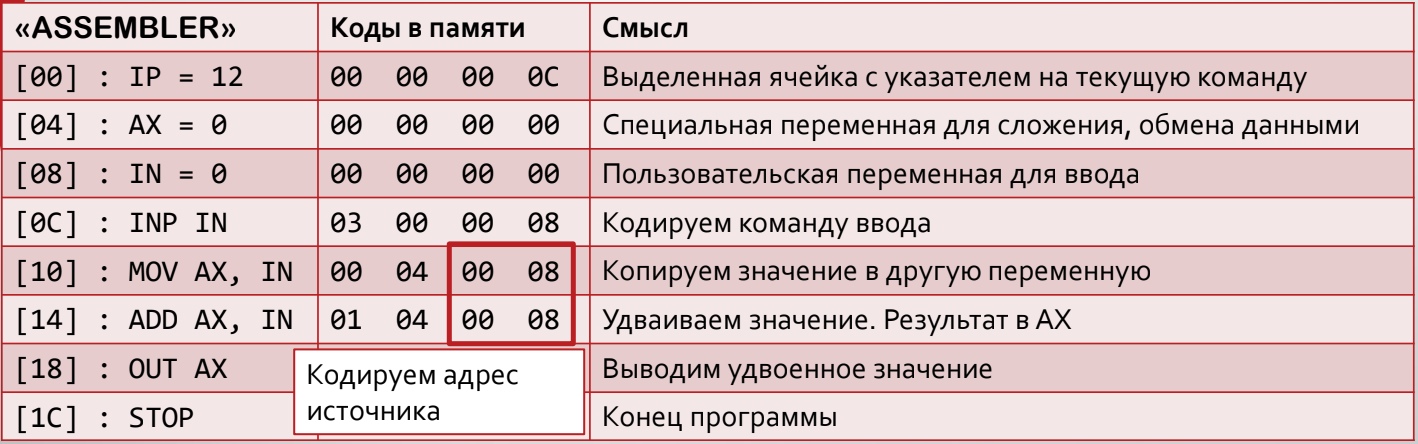 «ASSEMBLER» Коды в памяти Смысл
[00] : IP = 12 00 00 00 0C Выделенная ячейка с указателем на текущую команду
[04] : AX = 0 00 00 00 00 Специальная переменная для сложения, обмена данными
[08] : IN = 0 00 00 00 00 Пользовательская переменная для ввода
[0C] : INP IN 03 00 00 08 Кодируем команду ввода
[10] : MOV AX, IN 00 04 00 08 Копируем значение в другую переменную
[14] : ADD AX, IN 01 04 00 08 Удваиваем значение. Результат в AX
[18] : OUT AX Выводим удвоенное значение
[1C] : STOP Конец программы
Кодируем адрес
источника